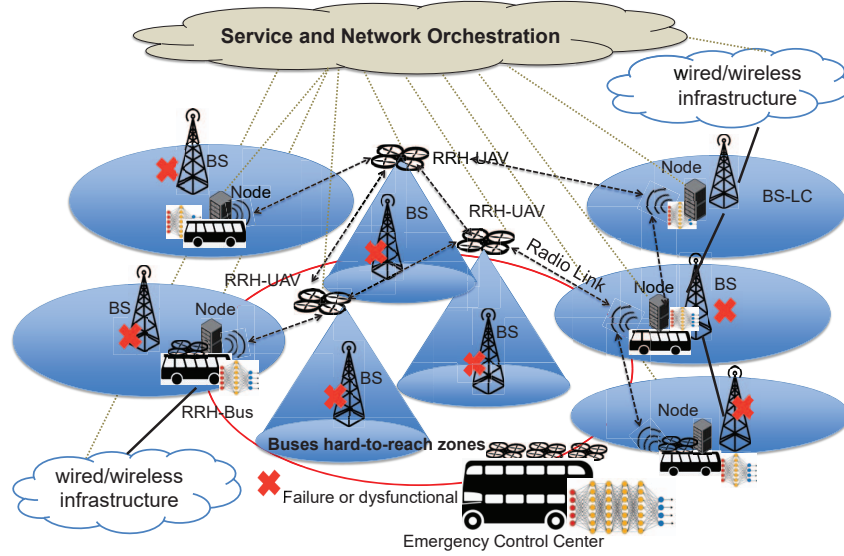 Service and Network Orchestration
wired/wireless
infrastructure
BS
RRH-UAV
Node
Node
BS-LC
BS
RRH-UAV
Radio Link
RRH-UAV
Node
BS
BS
Node
BS
BS
Node
RRH-Bus
Buses hard-to-reach zones
wired/wireless
infrastructure
Failure or dysfunctional
Emergency Control Center